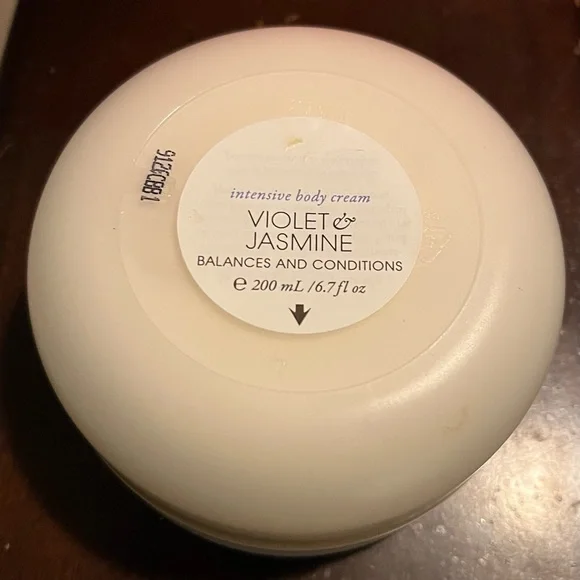 intensive body cream
VIOLET &
JASMINE
BALANCES AND CONDITIONS
℮ 200 mL /6.7 fl oz